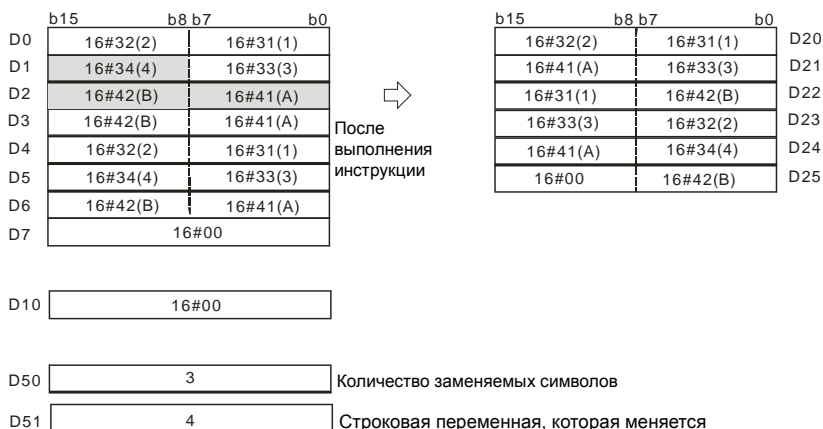 b15 b8 b7 b0
D0 16#32(2) 16#31(1)
D1 16#34(4) 16#33(3)
D2 16#42(B) 16#41(A)
D3 16#42(B) 16#41(A)
D4 16#32(2) 16#31(1)
D5 16#34(4) 16#33(3)
D6 16#42(B) 16#41(A)
D7 16#00
После
выполнения
инструкции
b15 b8 b7 b0
16#32(2) 16#31(1) D20
16#41(A) 16#33(3) D21
16#31(1) 16#42(B) D22
16#33(3) 16#32(2) D23
16#41(A) 16#34(4) D24
16#00 16#42(B) D25
D10 16#00
D50 3 Количество заменяемых символов
D51 4 Строковая переменная, которая меняется